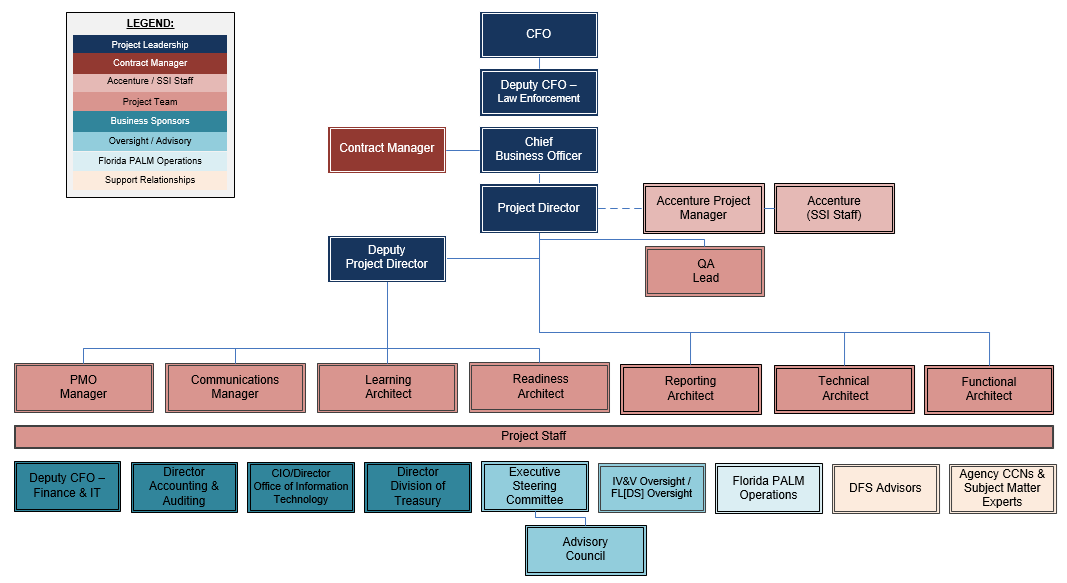 LEGEND:
Project Leadership
Contract Manager
Accenture / SSI Staff
Project Team
Business Sponsors
Oversight / Advisory
Florida PALM Operations
Support Relationships
CFO
Deputy CFO –
Law Enforcement
Contract Manager
Chief
Business Officer
Project Director
Accenture Project
Manager
Accenture
(SSI Staff)
Deputy
Project Director
QA
Lead
PMO
Manager
Communications
Manager
Learning
Architect
Readiness
Architect
Reporting
Architect
Technical
Architect
Functional
Architect
Project Staff
Deputy CFO –
Finance & IT
Director
Accounting &
Auditing
CIO/Director
Office of Information
Technology
Director
Division of
Treasury
Executive
Steering
Committee
IV&V Oversight /
FL[DS] Oversight
Florida PALM
Operations
DFS Advisors
Agency CCNs &
Subject Matter
Experts
Advisory
Council